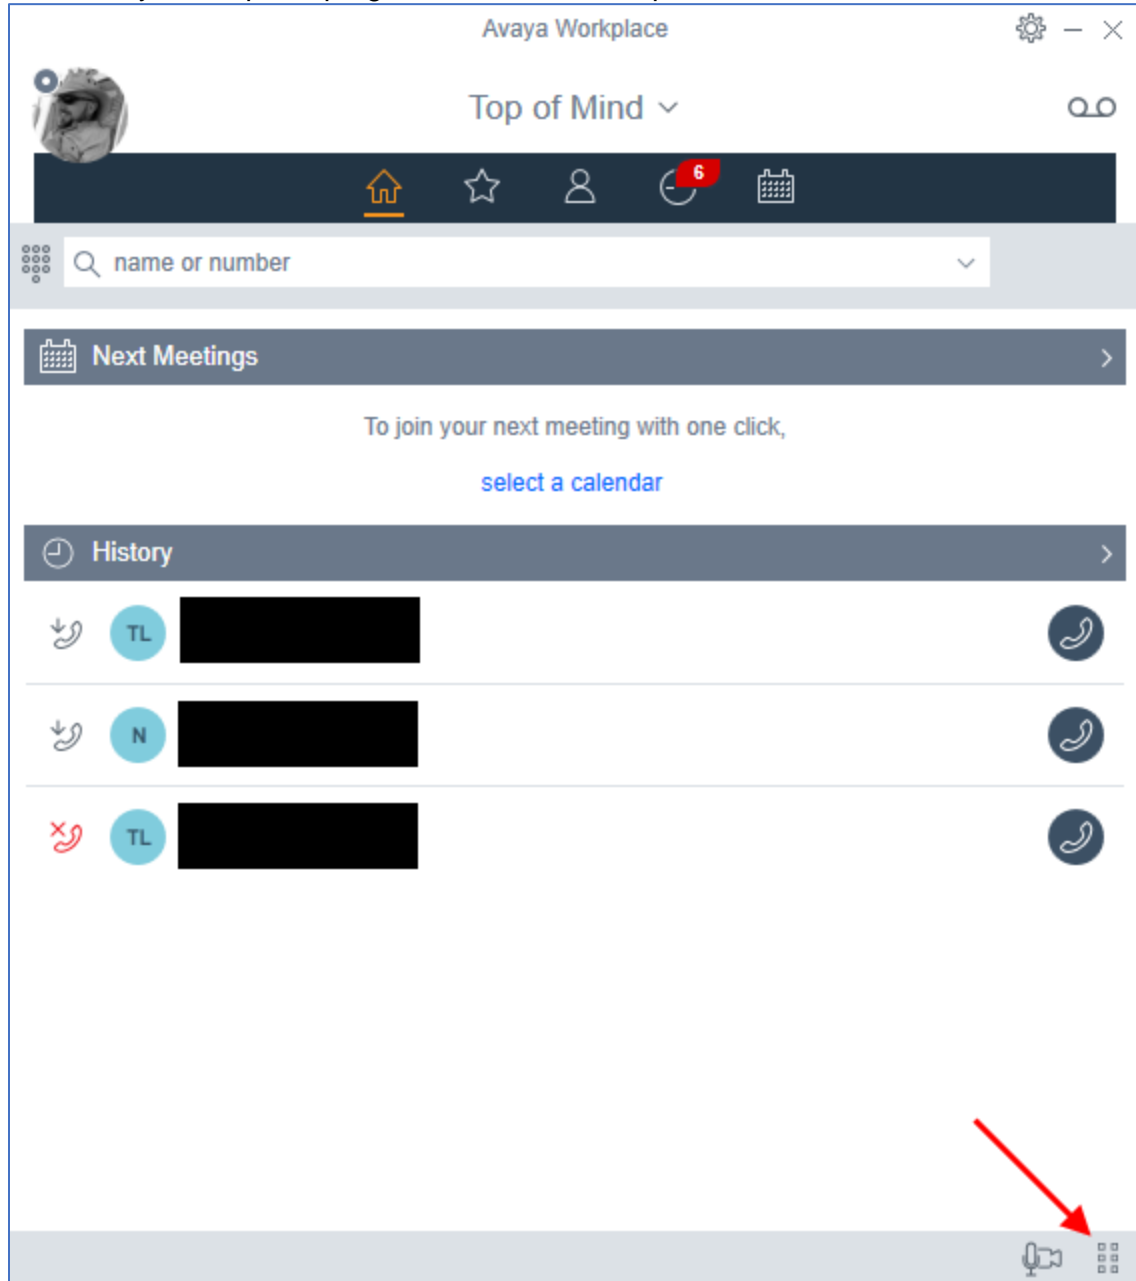 Avaya Workplace
Top of Mind
6
name or number
Next Meetings
To join your next meeting with one click,
select a calendar
History
TL
N
TL